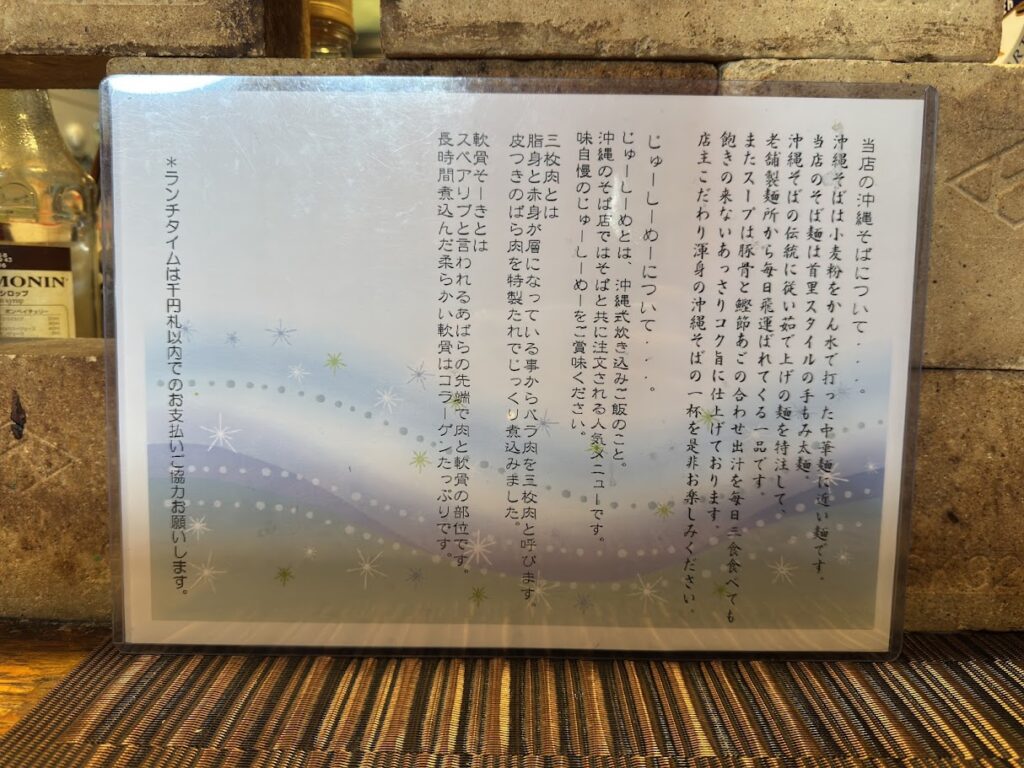 当店の沖縄そばについて・・・。
沖縄そばは小麦粉をかん水で打った中華麺に近い麺です。
当店のそば麺は首里スタイルの手もみ太麺。
沖縄そばの伝統に従い茹で上げの麺を特注して、
老舗製麺所から毎日飛運ばれてくる一品です。
またスープは豚骨と鰹節あごの合わせ出汁を毎日三食食べても
飽きの来ないあっさりコク旨に仕上げております。
店主こだわり渾身の沖縄そばの一杯を是非お楽しみください。
じゅーしーめーについて・・・。
じゅーしーめとは、沖縄式炊き込みご飯のこと。
沖縄のそば店ではそばと共に注文される人気メニューです。
味自慢のじゅーしーめーをご賞味ください。
三枚肉とは
脂身と赤身が層になっている事からバラ肉を三枚肉と呼びます。
皮つきのばら肉を特製たれでじっくり煮込みました。
軟骨そーきとは
スペアリブと言われるあばらの先端で肉と軟骨の部位です。
長時間煮込んだ柔らかい軟骨はコラーゲンたっぷりです。
＊ランチタイムは千円札以内でのお支払いご協力お願いします。
MONIN
シロップ